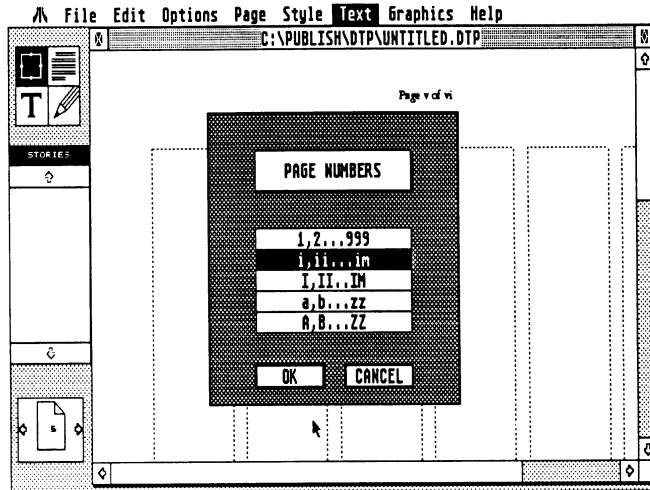 File Edit Options Page Style Text Graphics Help
C:\PUBLISH\DTP\UNTITLED.DTP
Page v of vi
T
STORIES
PAGE NUMBERS
1,2...999
i,ii...im
I,II..IM
a,b...zz
A,B...ZZ
OK CANCEL
5